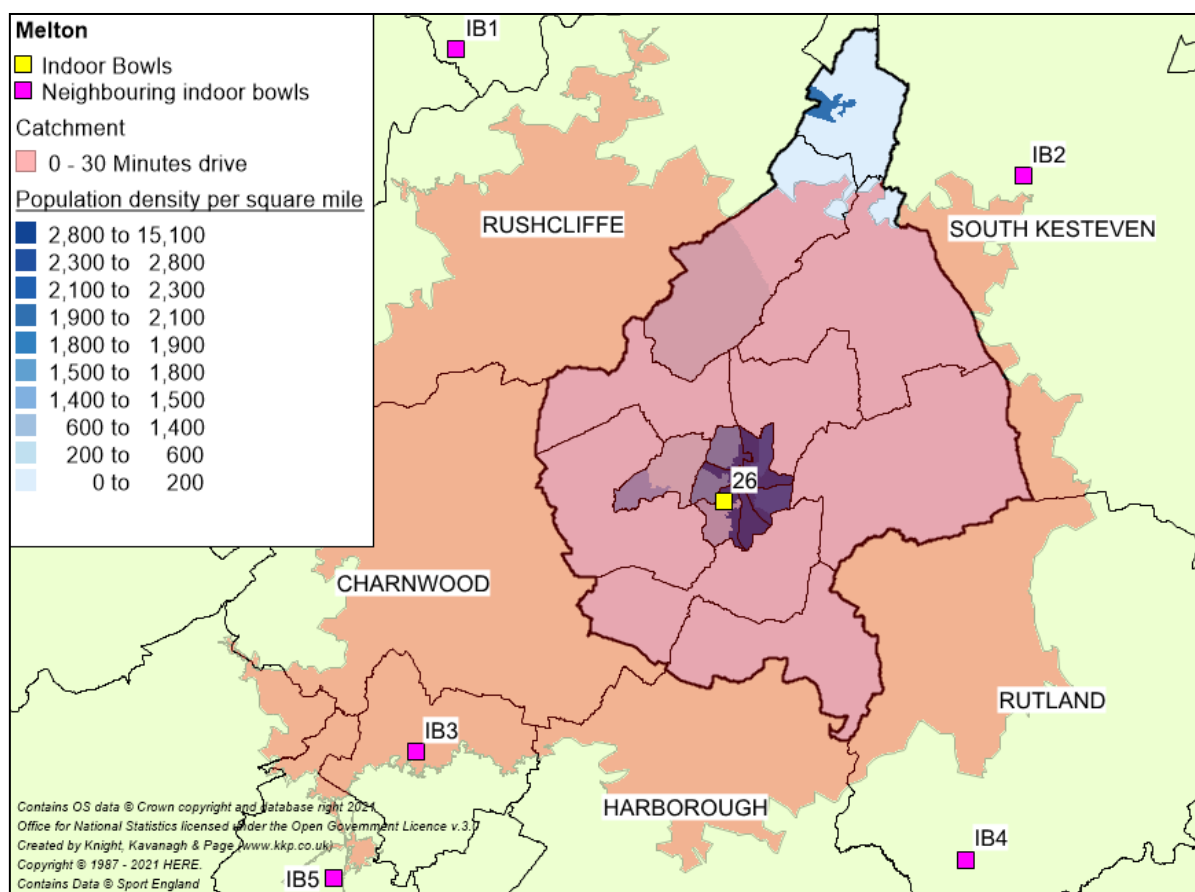 Melton
Indoor Bowls
Neighbouring indoor bowls
Catchment
0 - 30 Minutes drive
Population density per square mile
2,800 to 15,100
2,300 to 2,800
2,100 to 2,300
1,900 to 2,100
1,800 to 1,900
1,500 to 1,800
1,400 to 1,500
600 to 1,400
200 to 600
0 to 200
IB1
IB2
RUSHCLIFFE
SOUTH KESTEVEN
26
CHARNWOOD
RUTLAND
IB3
HARBOROUGH
IB4
IB5
Contains OS data © Crown copyright and database right 2021
Office for National Statistics licensed under the Open Government Licence v.3.0
Created by Knight, Kavanagh & Page (www.kkp.co.uk)
Copyright © 1987 - 2021 HERE.
Contains Data © Sport England